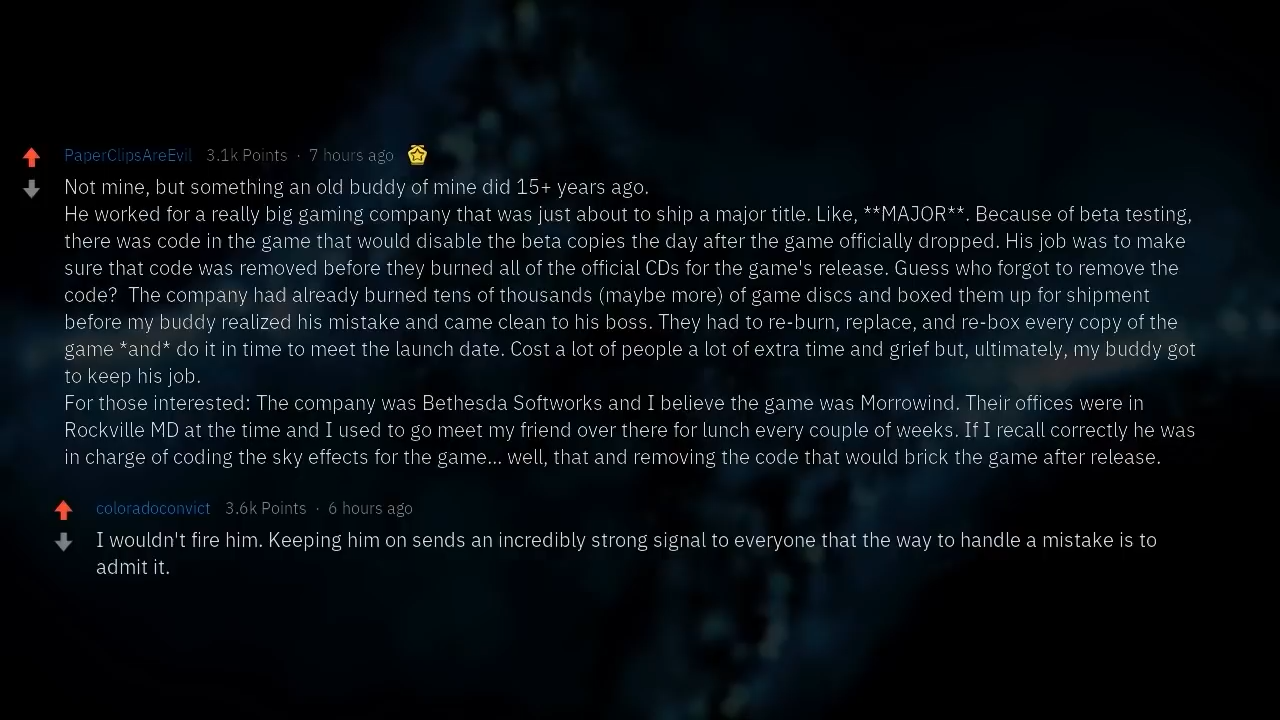 PaperClipsAreEvil 3.1k Points · 7 hours ago
Not mine, but something an old buddy of mine did 15+ years ago.
He worked for a really big gaming company that was just about to ship a major title. Like, **MAJOR**. Because of beta testing,
there was code in the game that would disable the beta copies the day after the game officially dropped. His job was to make
sure that code was removed before they burned all of the official CDs for the game's release. Guess who forgot to remove the
code?  The company had already burned tens of thousands (maybe more) of game discs and boxed them up for shipment
before my buddy realized his mistake and came clean to his boss. They had to re-burn, replace, and re-box every copy of the
game *and* do it in time to meet the launch date. Cost a lot of people a lot of extra time and grief but, ultimately, my buddy got
to keep his job.
For those interested: The company was Bethesda Softworks and I believe the game was Morrowind. Their offices were in
Rockville MD at the time and I used to go meet my friend over there for lunch every couple of weeks. If I recall correctly he was
in charge of coding the sky effects for the game... well, that and removing the code that would brick the game after release.
coloradoconvict 3.6k Points · 6 hours ago
I wouldn't fire him. Keeping him on sends an incredibly strong signal to everyone that the way to handle a mistake is to
admit it.